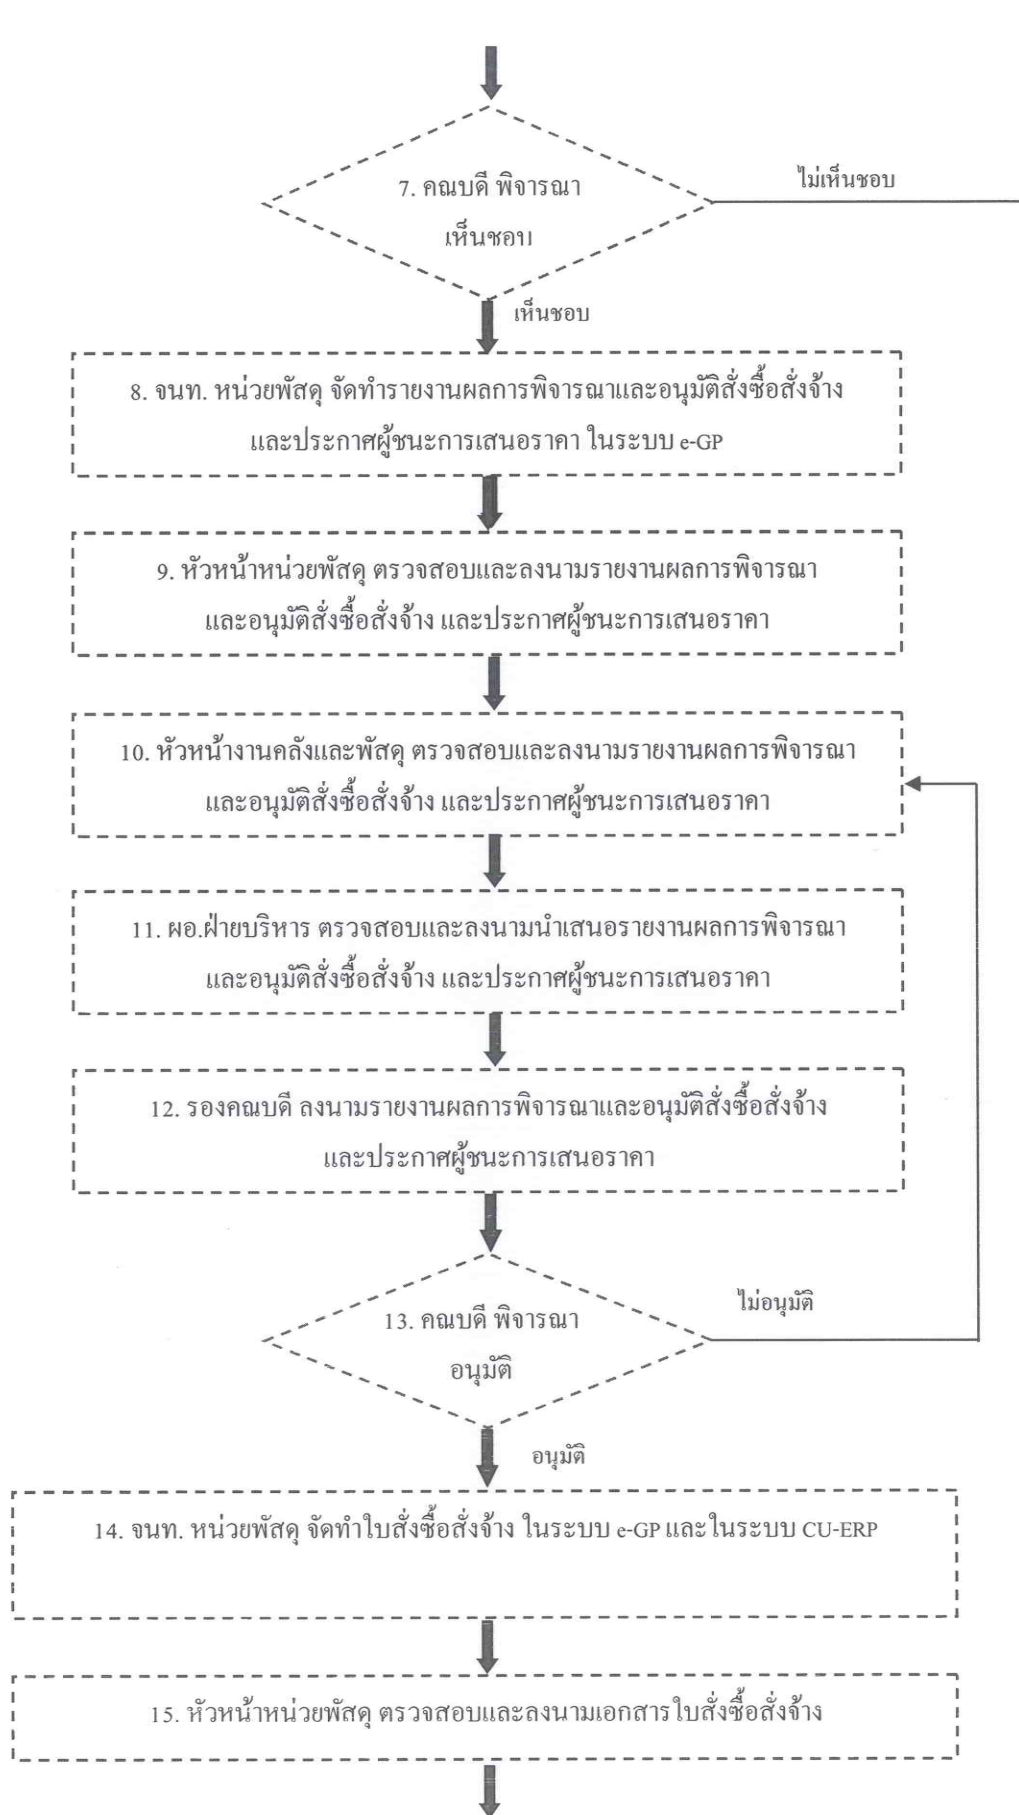 7. คณบดี พิจารณา
เห็นชอบ
ไม่เห็นชอบ
เห็นชอบ
8. จนท. หน่วยพัสดุ จัดทำรายงานผลการพิจารณาและอนุมัติสั่งซื้อสั่งจ้าง
และประกาศผู้ชนะการเสนอราคา ในระบบ e-GP
9. หัวหน้าหน่วยพัสดุ ตรวจสอบและลงนามรายงานผลการพิจารณา
และอนุมัติสั่งซื้อสั่งจ้าง และประกาศผู้ชนะการเสนอราคา
10. หัวหน้างานคลังและพัสดุ ตรวจสอบและลงนามรายงานผลการพิจารณา
และอนุมัติสั่งซื้อสั่งจ้าง และประกาศผู้ชนะการเสนอราคา
11. ผอ.ฝ่ายบริหาร ตรวจสอบและลงนามนำเสนอรายงานผลการพิจารณา
และอนุมัติสั่งซื้อสั่งจ้าง และประกาศผู้ชนะการเสนอราคา
12. รองคณบดี ลงนามรายงานผลการพิจารณาและอนุมัติสั่งซื้อสั่งจ้าง
และประกาศผู้ชนะการเสนอราคา
13. คณบดี พิจารณา
อนุมัติ
ไม่อนุมัติ
อนุมัติ
14. จนท. หน่วยพัสดุ จัดทำใบสั่งซื้อสั่งจ้าง ในระบบ e-GP และในระบบ CU-ERP
15. หัวหน้าหน่วยพัสดุ ตรวจสอบและลงนามเอกสารใบสั่งซื้อสั่งจ้าง